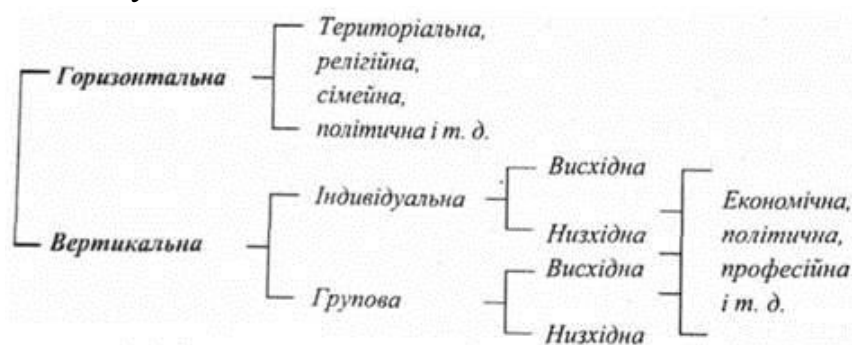 Територіальна,
релігійна,
сімейна,
політична і т. д.
Горизонтальна
Вертикальна
Індивідуальна
Групова
Висхідна
Низхідна
Висхідна
Низхідна
Економічна,
політична,
професійна
і т. д.